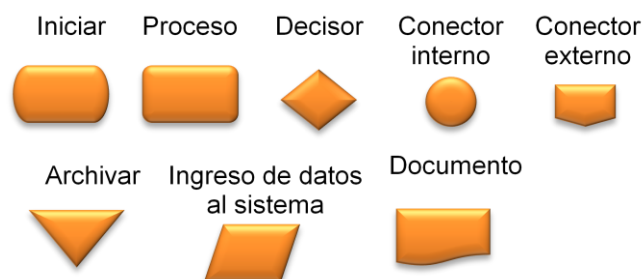 Iniciar
Proceso
Decisor
Conector
interno
Conector
externo
Archivar
Ingreso de datos
al sistema
Documento